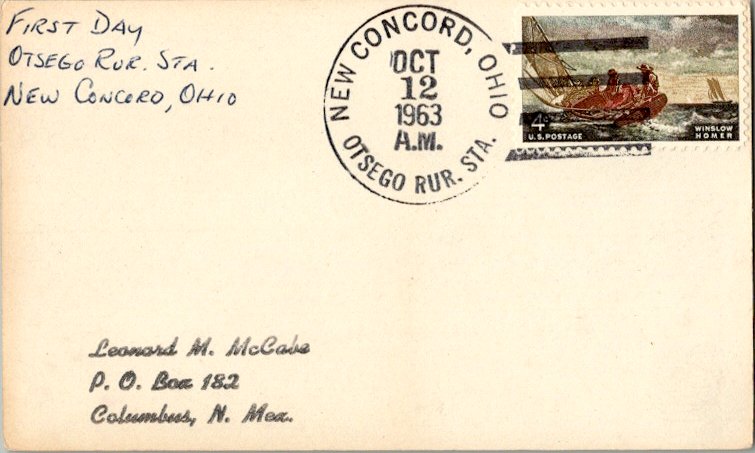 FIRST DAY
OTSEGO RUR. STA.
NEW CONCORD, OHIO
NEW CONCORD, OHIO
OCT
12
1963
A.M.
OTSEGO RUR. STA.
4¢
U.S. POSTAGE
WINSLOW
HOMER
Leonard M. McCabe
P. O. Box 182
Columbus, N. Mex.